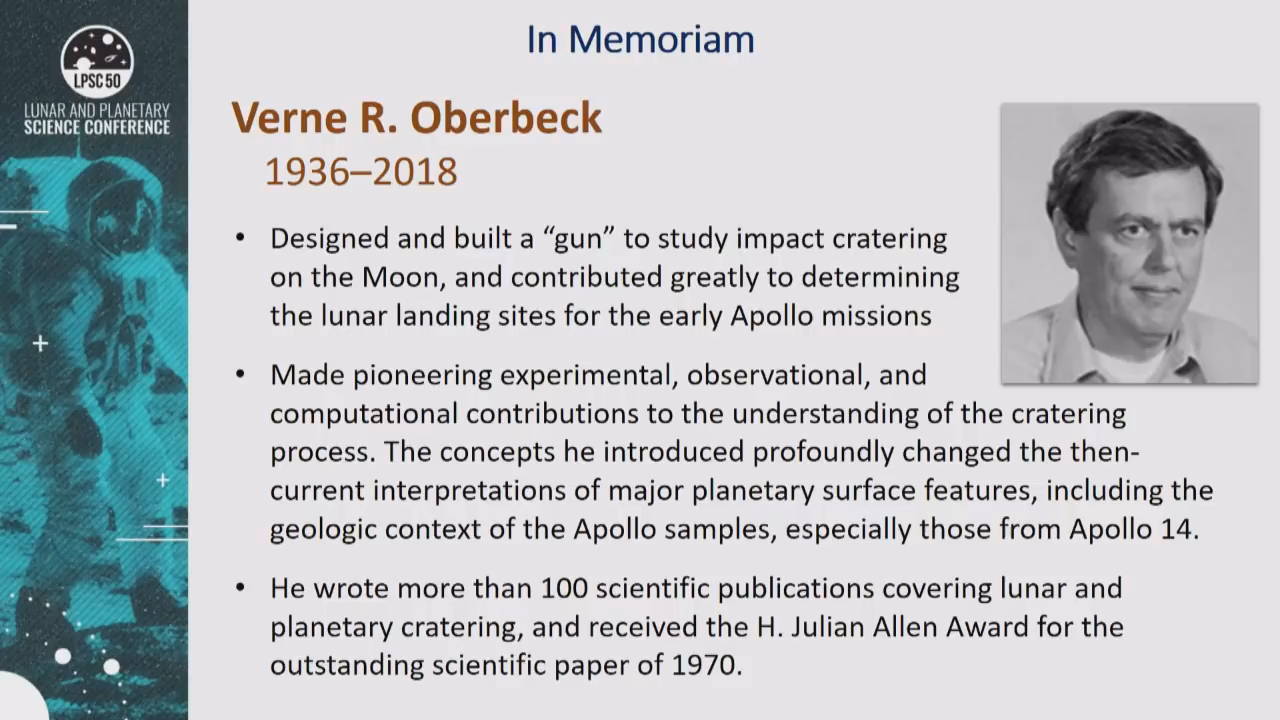 In Memoriam
LPSC 50
LUNAR AND PLANETARY
SCIENCE CONFERENCE
Verne R. Oberbeck
1936–2018
• Designed and built a “gun” to study impact cratering
on the Moon, and contributed greatly to determining
the lunar landing sites for the early Apollo missions
• Made pioneering experimental, observational, and
computational contributions to the understanding of the cratering
process. The concepts he introduced profoundly changed the then-
current interpretations of major planetary surface features, including the
geologic context of the Apollo samples, especially those from Apollo 14.
• He wrote more than 100 scientific publications covering lunar and
planetary cratering, and received the H. Julian Allen Award for the
outstanding scientific paper of 1970.